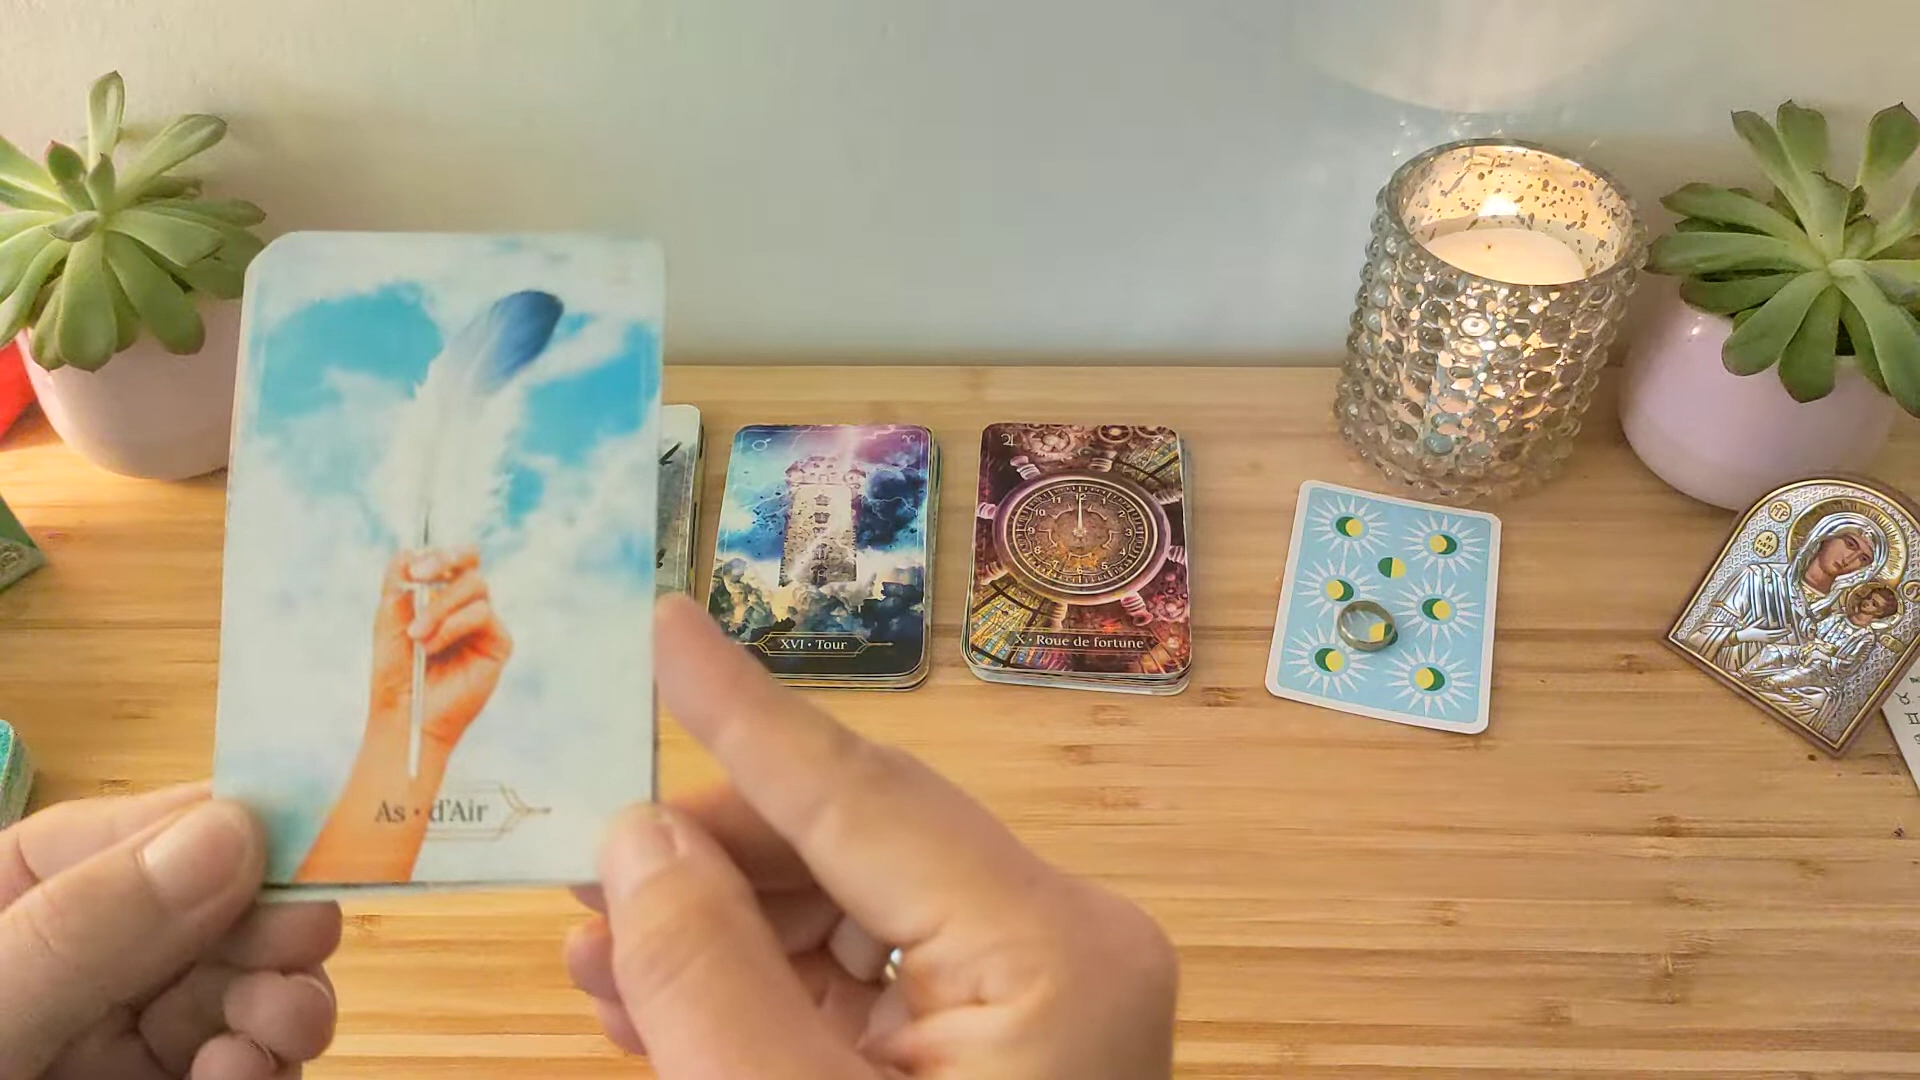 As • d'Air
XVI • Tour
X • Roue de fortune